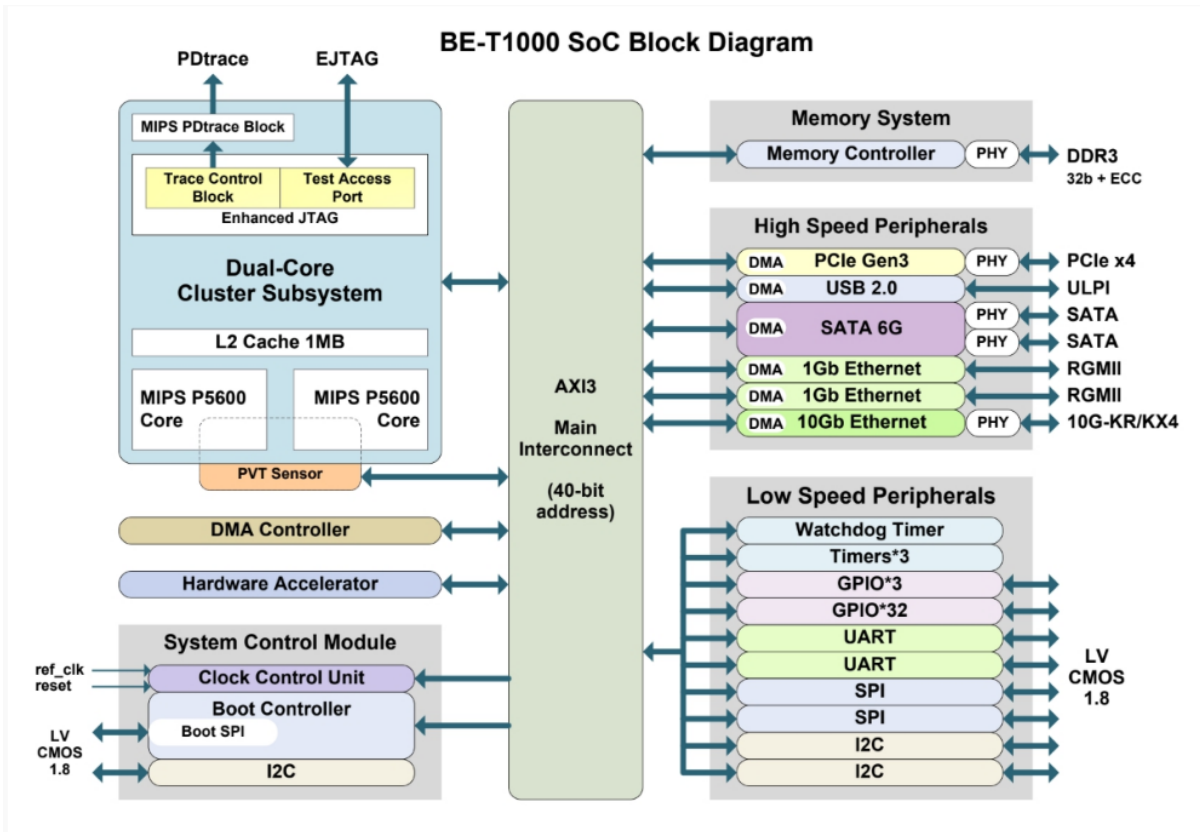 BE-T1000 SoC Block Diagram
PDtrace
EJTAG
MIPS PDtrace Block
Trace Control
Block
Test Access
Port
Enhanced JTAG
Dual-Core
Cluster Subsystem
L2 Cache 1MB
MIPS P5600
Core
MIPS P5600
Core
PVT Sensor
DMA Controller
Hardware Accelerator
System Control Module
ref_clk
reset
Clock Control Unit
Boot Controller
Boot SPI
LV
CMOS
1.8
I2C
AXI3
Main
Interconnect
(40-bit
address)
Memory System
Memory Controller
PHY
DDR3
32b + ECC
High Speed Peripherals
DMA PCIe Gen3 PHY PCIe x4
DMA USB 2.0 ULPI
DMA SATA 6G
PHY SATA
PHY SATA
DMA 1Gb Ethernet RGMII
DMA 1Gb Ethernet RGMII
DMA 10Gb Ethernet PHY 10G-KR/KX4
Low Speed Peripherals
Watchdog Timer
Timers*3
GPIO*3
GPIO*32
UART
UART
SPI
SPI
I2C
I2C
LV
CMOS
1.8